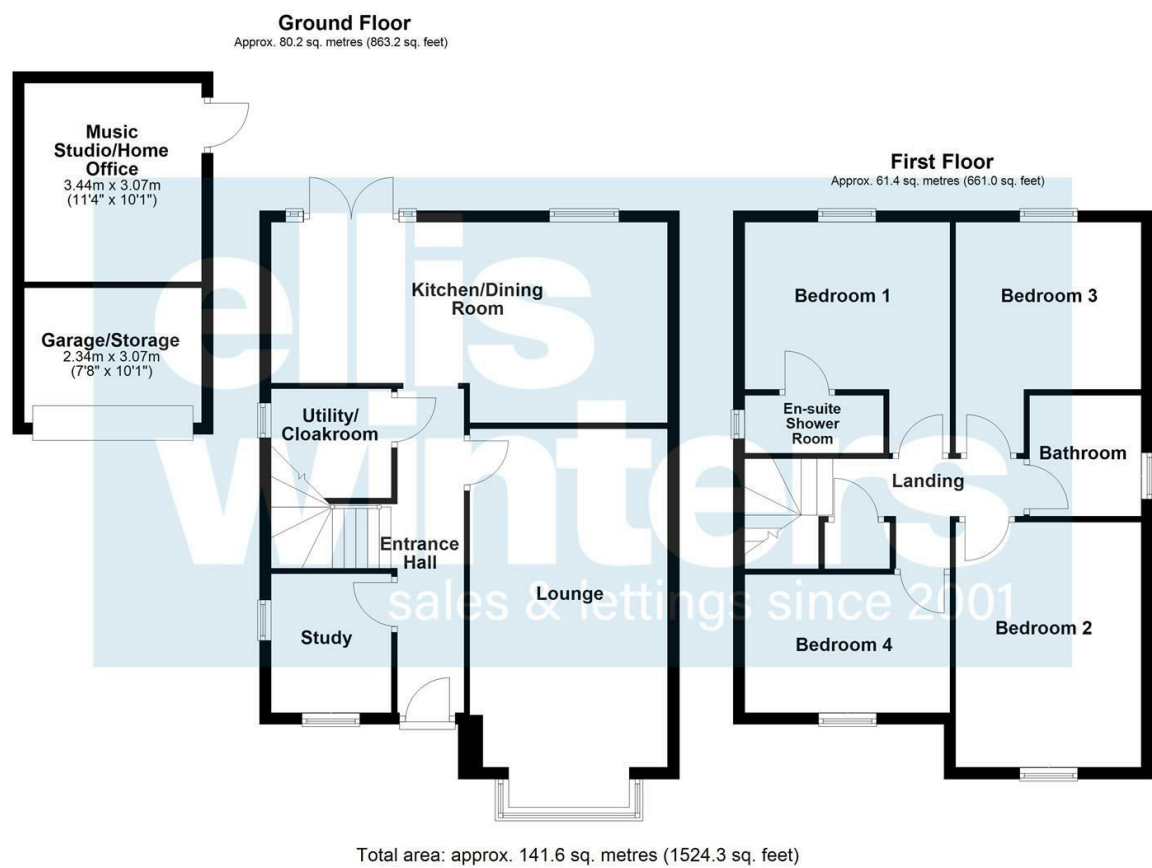 Ground Floor
Approx. 80.2 sq. metres (863.2 sq. feet)
Music
Studio/Home
Office
3.44m x 3.07m
(11'4" x 10'1")
Garage/Storage
2.34m x 3.07m
(7'8" x 10'1")
Kitchen/Dining
Room
Utility/
Cloakroom
Entrance
Hall
Lounge
Study
First Floor
Approx. 61.4 sq. metres (661.0 sq. feet)
Bedroom 1
Bedroom 3
En-suite
Shower
Room
Bathroom
Landing
Bedroom 4
Bedroom 2
ellis
winters
sales & lettings since 2001
Total area: approx. 141.6 sq. metres (1524.3 sq. feet)